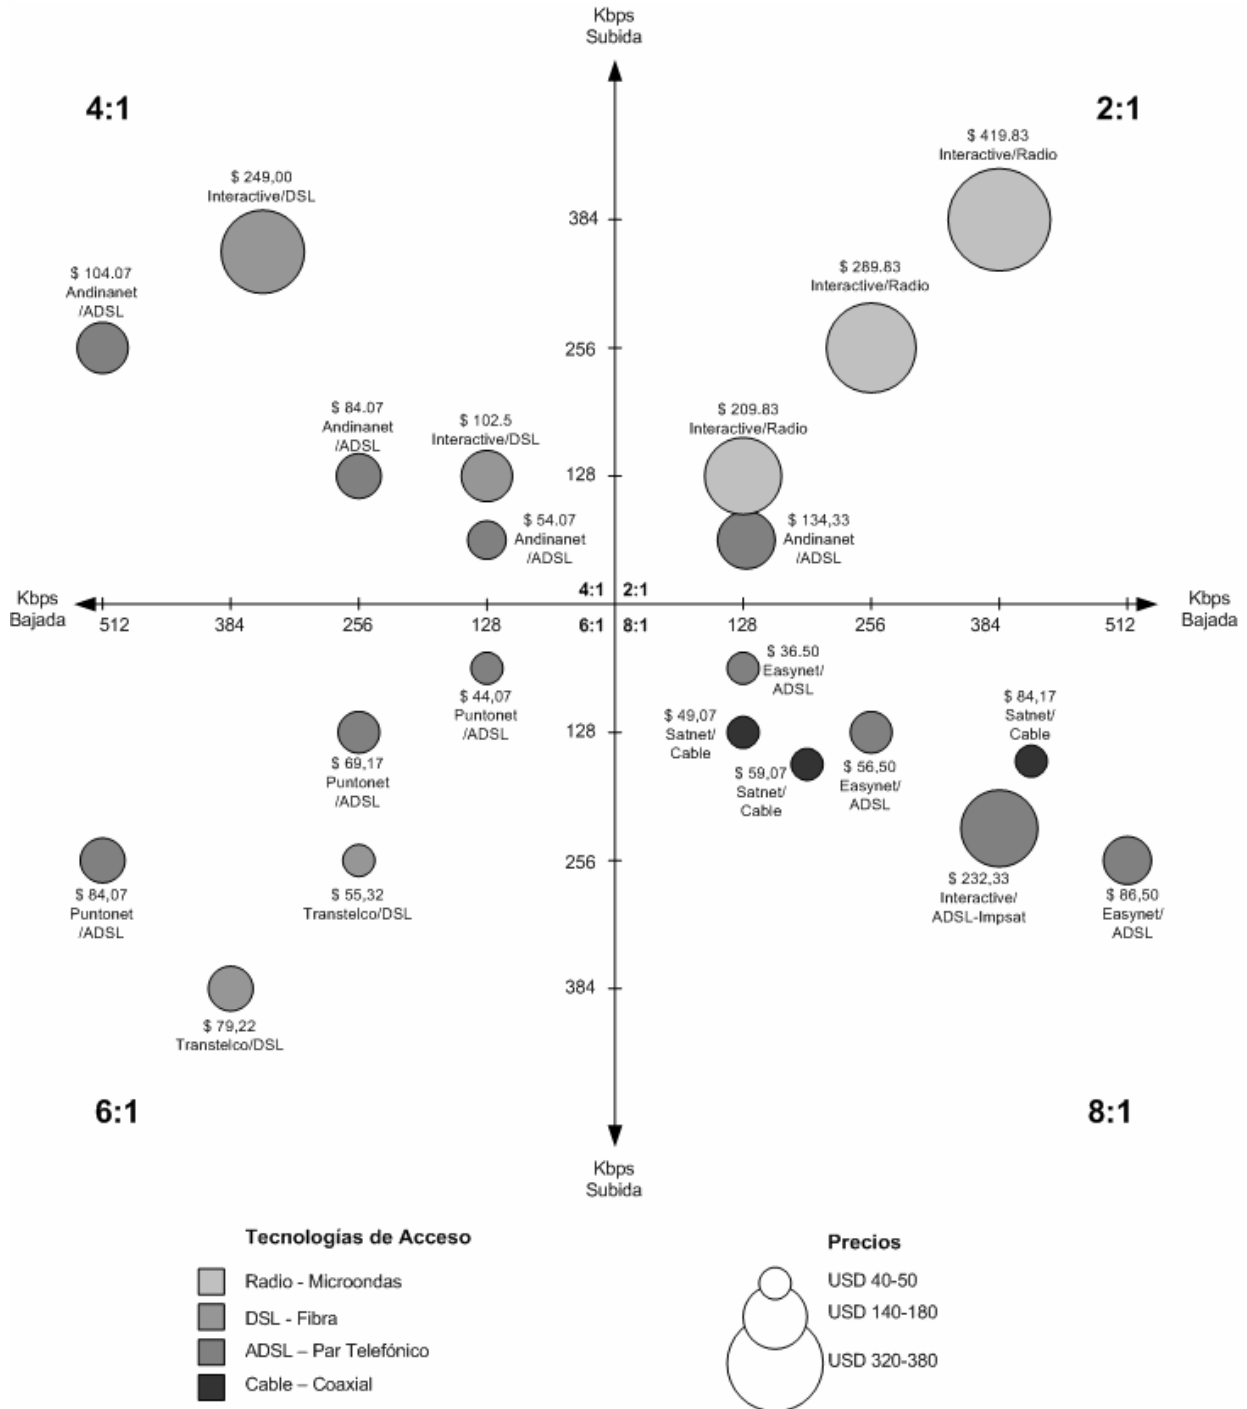 Kbps
Subida
4:1
2:1
$ 419.83
Interactive/Radio
$ 249,00
Interactive/DSL
384
$ 104.07
Andinanet
/ADSL
$ 289.83
Interactive/Radio
256
$ 84.07
Andinanet
/ADSL
$ 102.5
Interactive/DSL
$ 209.83
Interactive/Radio
128
$ 54.07
Andinanet
/ADSL
$ 134,33
Andinanet
/ADSL
4:1 2:1
Kbps
Bajada
512 384 256 128 6:1 8:1 128 256 384 512
Kbps
Bajada
$ 44,07
Puntonet
/ADSL
$ 36.50
Easynet/
ADSL
$ 49,07
Satnet/
Cable
$ 84,17
Satnet/
Cable
128
$ 69,17
Puntonet
/ADSL
$ 59,07
Satnet/
Cable
$ 56,50
Easynet/
ADSL
256
$ 84,07
Puntonet
/ADSL
$ 55,32
Transtelco/DSL
$ 232,33
Interactive/
ADSL-Impsat
$ 86,50
Easynet/
ADSL
384
$ 79,22
Transtelco/DSL
6:1
8:1
Kbps
Subida
Tecnologías de Acceso
Radio - Microondas
DSL - Fibra
ADSL – Par Telefónico
Cable – Coaxial
Precios
USD 40-50
USD 140-180
USD 320-380